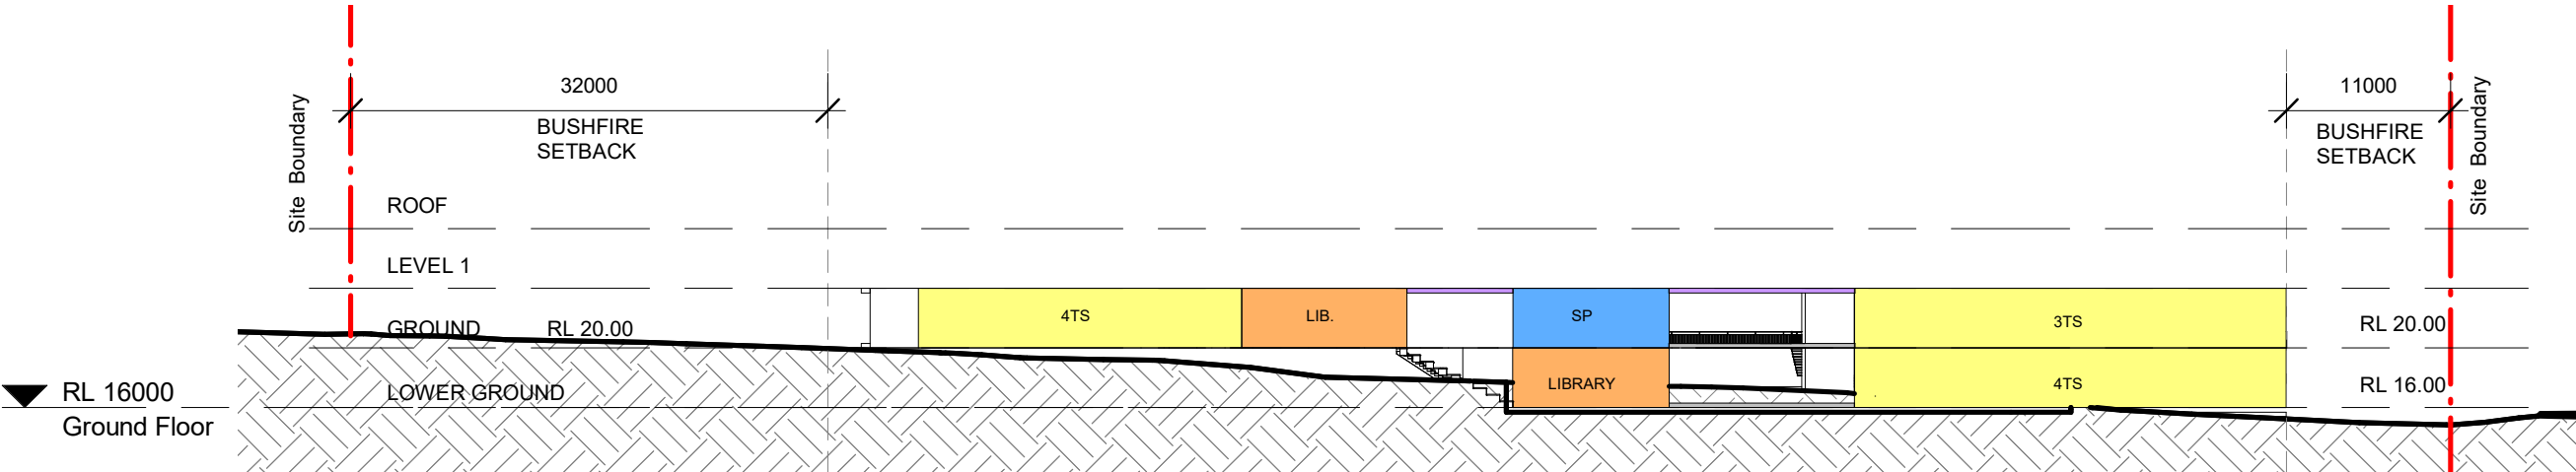 Site Boundary
32000
BUSHFIRE
SETBACK
11000
BUSHFIRE
SETBACK
Site Boundary
ROOF
LEVEL 1
GROUND RL 20.00
4TS
LIB.
SP
3TS
RL 20.00
RL 16000
Ground Floor
LOWER GROUND
LIBRARY
4TS
RL 16.00